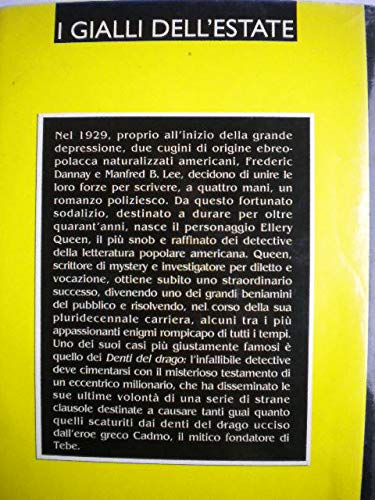 I GIALLI DELL'ESTATE
Nel 1929, proprio all'inizio della grande
depressione, due cugini di origine ebreo-
polacca naturalizzati americani, Frederic
Dannay e Manfred B. Lee, decidono di unire le
loro forze per scrivere, a quattro mani, un
romanzo poliziesco. Da questo fortunato
sodalizio, destinato a durare per oltre
quarant'anni, nasce il personaggio Ellery
Queen, il più snob e raffinato dei detective
della letteratura popolare americana. Queen,
scrittore di mystery e investigatore per diletto e
vocazione, ottiene subito uno straordinario
successo, divenendo uno dei grandi beniamini
del pubblico e risolvendo, nel corso della sua
pluridecennale carriera, alcuni tra i più
appassionanti enigmi rompicapo di tutti i tempi.
Uno dei suoi casi più giustamente famosi è
quello dei Denti del drago: l'infallibile detective
deve cimentarsi con il misterioso testamento di
un eccentrico milionario, che ha disseminato le
sue ultime volontà di una serie di strane
clausole destinate a causare tanti guai quanto
quelli scaturiti dai denti del drago ucciso
dall'eroe greco Cadmo, il mitico fondatore di
Tebe.